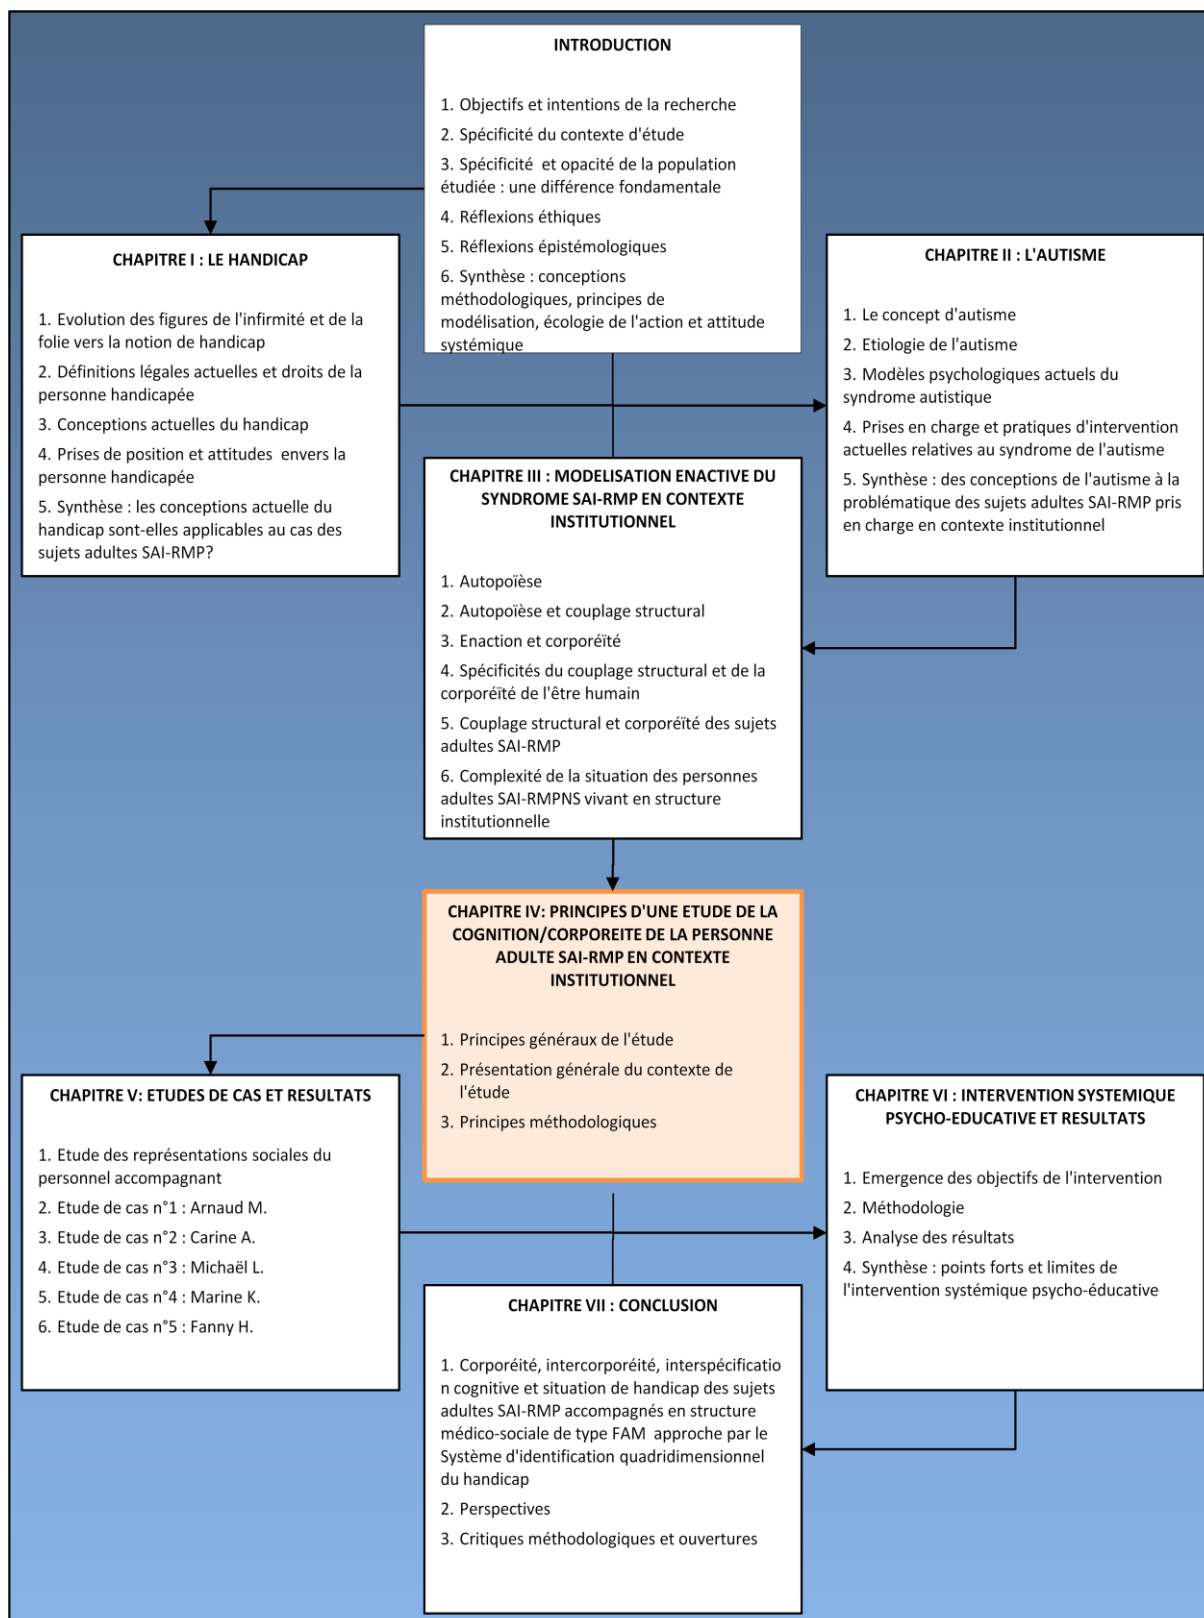 INTRODUCTION
1. Objectifs et intentions de la recherche
2. Spécificité du contexte d'étude
3. Spécificité  et opacité de la population
étudiée : une différence fondamentale
4. Réflexions éthiques
5. Réflexions épistémologiques
6. Synthèse : conceptions
méthodologiques, principes de
modélisation, écologie de l'action et attitude
systémique
CHAPITRE I : LE HANDICAP
1. Evolution des figures de l'infirmité et de la
folie vers la notion de handicap
2. Définitions légales actuelles et droits de la
personne handicapée
3. Conceptions actuelles du handicap
4. Prises de position et attitudes  envers la
personne handicapée
5. Synthèse : les conceptions actuelle du
handicap sont-elles applicables au cas des
sujets adultes SAI-RMP?
CHAPITRE II : L'AUTISME
1. Le concept d'autisme
2. Etiologie de l'autisme
3. Modèles psychologiques actuels du
syndrome autistique
4. Prises en charge et pratiques d'intervention
actuelles relatives au syndrome de l'autisme
5. Synthèse : des conceptions de l'autisme à la
problématique des sujets adultes SAI-RMP pris
en charge en contexte institutionnel
CHAPITRE III : MODELISATION ENACTIVE DU
SYNDROME SAI-RMP EN CONTEXTE
INSTITUTIONNEL
1. Autopoïèse
2. Autopoïèse et couplage structural
3. Enaction et corporéïté
4. Spécificités du couplage structural et de la
corporéïté de l'être humain
5. Couplage structural et corporéïté des sujets
adultes SAI-RMP
6. Complexité de la situation des personnes
adultes SAI-RMPNS vivant en structure
institutionnelle
CHAPITRE IV: PRINCIPES D'UNE ETUDE DE LA
COGNITION/CORPOREITE DE LA PERSONNE
ADULTE SAI-RMP EN CONTEXTE
INSTITUTIONNEL
1. Principes généraux de l'étude
2. Présentation générale du contexte de
l'étude
3. Principes méthodologiques
CHAPITRE V: ETUDES DE CAS ET RESULTATS
1. Etude des représentations sociales du
personnel accompagnant
2. Etude de cas n°1 : Arnaud M.
3. Etude de cas n°2 : Carine A.
4. Etude de cas n°3 : Michaël L.
5. Etude de cas n°4 : Marine K.
6. Etude de cas n°5 : Fanny H.
CHAPITRE VI : INTERVENTION SYSTEMIQUE
PSYCHO-EDUCATIVE ET RESULTATS
1. Emergence des objectifs de l'intervention
2. Méthodologie
3. Analyse des résultats
4. Synthèse : points forts et limites de
l'intervention systémique psycho-éducative
CHAPITRE VII : CONCLUSION
1. Corporéité, intercorporéité, interspécificatio
n cognitive et situation de handicap des sujets
adultes SAI-RMP accompagnés en structure
médico-sociale de type FAM  approche par le
Système d'identification quadridimensionnel
du handicap
2. Perspectives
3. Critiques méthodologiques et ouvertures